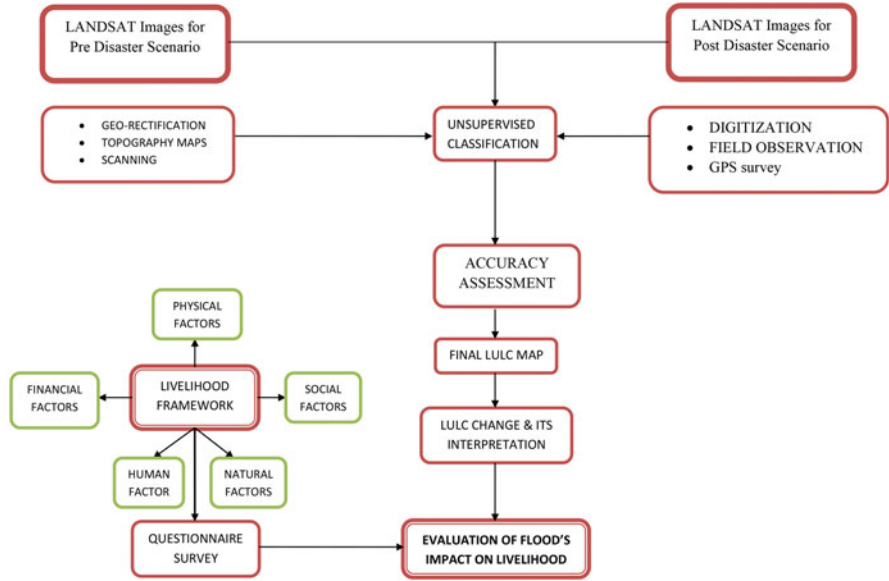 LANDSAT Images for
Pre Disaster Scenario
LANDSAT Images for
Post Disaster Scenario
• GEO-RECTIFICATION
• TOPOGRAPHY MAPS
• SCANNING
UNSUPERVISED
CLASSIFICATION
• DIGITIZATION
• FIELD OBSERVATION
• GPS survey
ACCURACY
ASSESSMENT
PHYSICAL
FACTORS
FINAL LULC MAP
FINANCIAL
FACTORS
LIVELIHOOD
FRAMEWORK
SOCIAL
FACTORS
LULC CHANGE & ITS
INTERPRETATION
HUMAN
FACTOR
NATURAL
FACTORS
QUESTIONNAIRE
SURVEY
EVALUATION OF FLOOD'S
IMPACT ON LIVELIHOOD